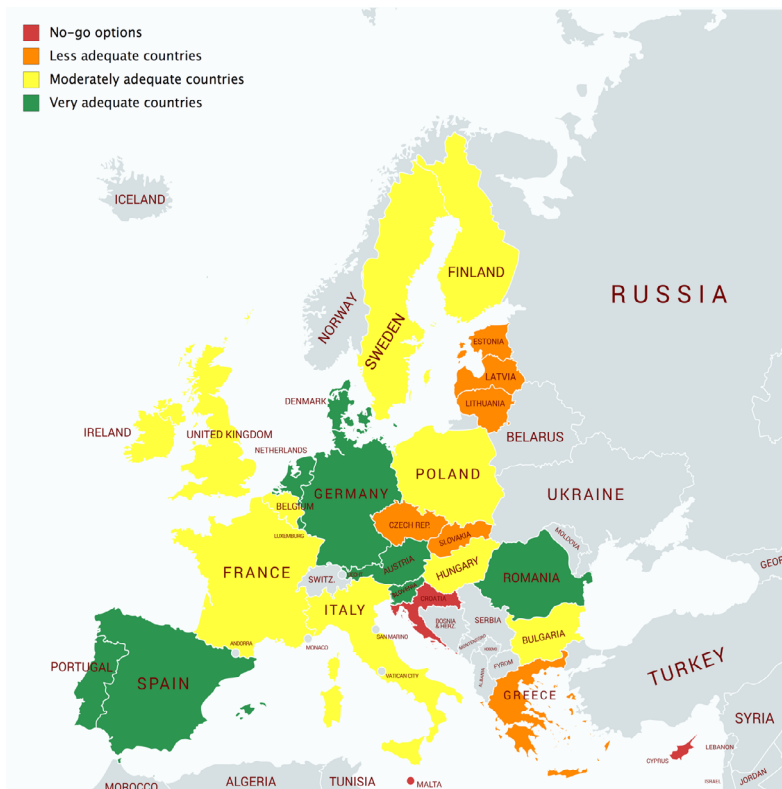 No-go options
Less adequate countries
Moderately adequate countries
Very adequate countries
ICELAND
RUSSIA
FINLAND
NORWAY
SWEDEN
ESTONIA
LATVIA
LITHUANIA
DENMARK
IRELAND
UNITED KINGDOM
BELARUS
NETHERLANDS
POLAND
GERMANY
UKRAINE
BELGIUM
CZECH REP.
LUXEMBURG
SLOVAKIA
MOLDOVA
GEOR
FRANCE
SWITZ.
AUSTRIA
HUNGARY
ROMANIA
SLOVENIA
CROATIA
ITALY
BOSNIA
& HERZ.
SERBIA
SAN MARINO
BULGARIA
ANDORRA
MONACO
MONTENEGRO
KOSOVO
PORTUGAL
SPAIN
VATICAN CITY
ALBANIA
FYROM
TURKEY
GREECE
SYRIA
CYPRUS
LEBANON
MOROCCO
ALGERIA
TUNISIA
MALTA
ISRAEL
JORDAN